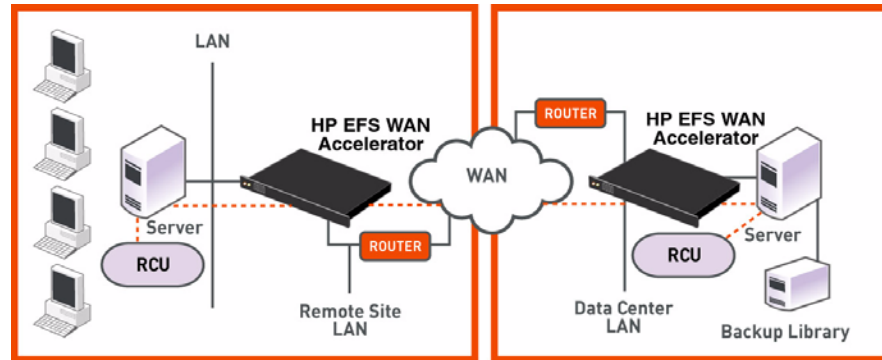 LAN
HP EFS WAN
Accelerator
Server
RCU
ROUTER
Remote Site
LAN
WAN
ROUTER
HP EFS WAN
Accelerator
Server
RCU
Data Center
LAN
Backup Library